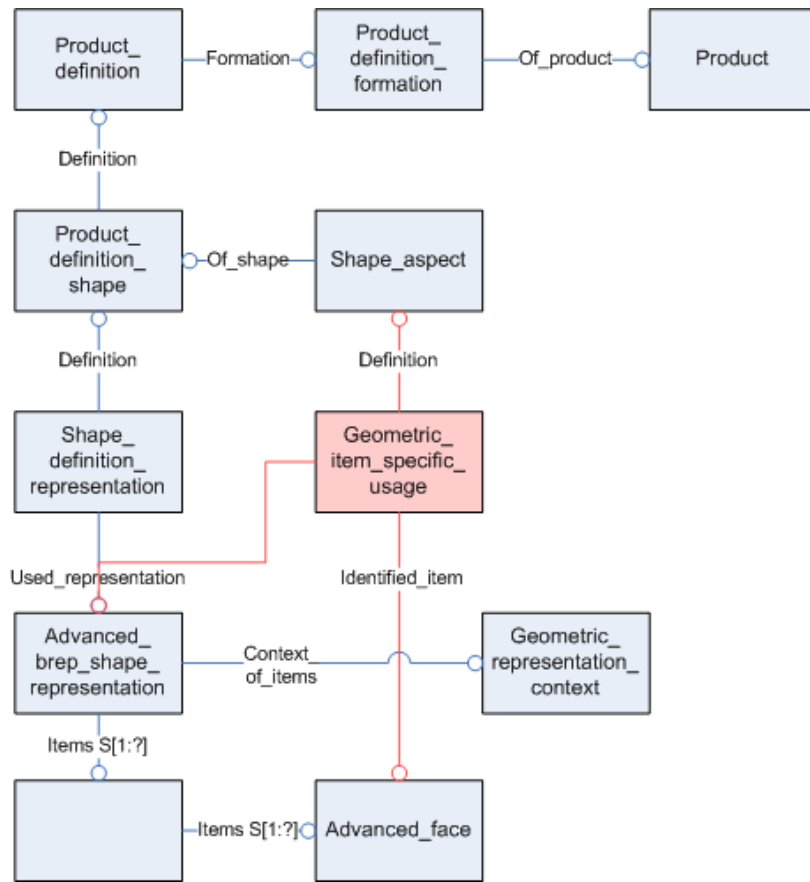 Product_
definition
Formation
Product_
definition_
formation
Of_product
Product
Definition
Product_
definition_
shape
Of_shape
Shape_aspect
Definition
Definition
Shape_
definition_
representation
Geometric_
item_specific_
usage
Used_representation
Identified_item
Advanced_
brep_shape_
representation
Context_
of_items
Geometric_
representation_
context
Items S[1:?]
Items S[1:?]
Advanced_face